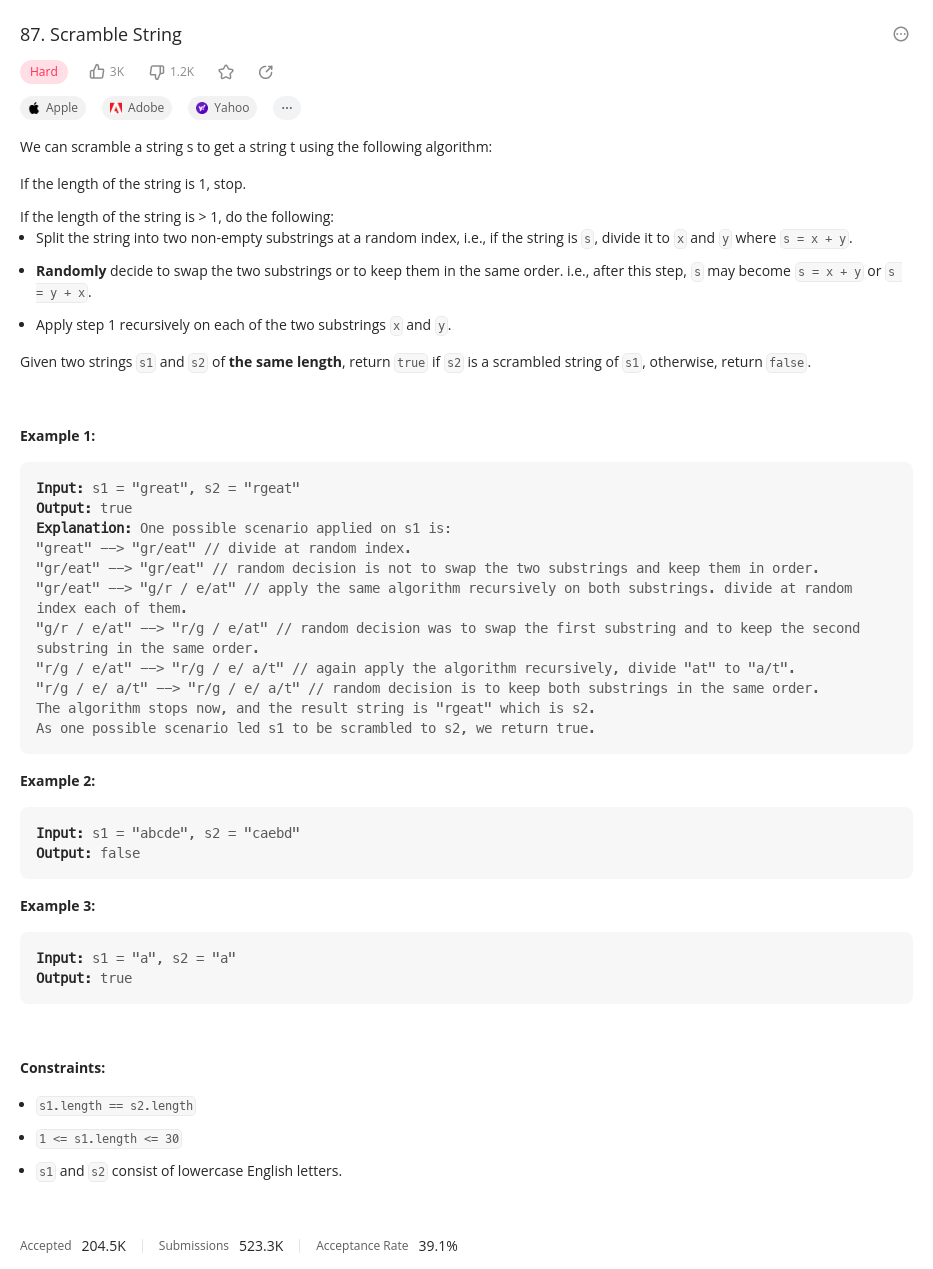 87. Scramble String
Hard 3K 1.2K
Apple Adobe Yahoo ...
We can scramble a string s to get a string t using the following algorithm:
If the length of the string is 1, stop.
If the length of the string is > 1, do the following:
• Split the string into two non-empty substrings at a random index, i.e., if the string is s, divide it to x and y where s = x + y.
• Randomly decide to swap the two substrings or to keep them in the same order. i.e., after this step, s may become s = x + y or s
= y + x.
• Apply step 1 recursively on each of the two substrings x and y.
Given two strings s1 and s2 of the same length, return true if s2 is a scrambled string of s1, otherwise, return false.
Example 1:
Input: s1 = "great", s2 = "rgeat"
Output: true
Explanation: One possible scenario applied on s1 is:
"great" --> "gr/eat" // divide at random index.
"gr/eat" --> "gr/eat" // random decision is not to swap the two substrings and keep them in order.
"gr/eat" --> "g/r / e/at" // apply the same algorithm recursively on both substrings. divide at random
index each of them.
"g/r / e/at" --> "r/g / e/at" // random decision was to swap the first substring and to keep the second
substring in the same order.
"r/g / e/at" --> "r/g / e/ a/t" // again apply the algorithm recursively, divide "at" to "a/t".
"r/g / e/ a/t" --> "r/g / e/ a/t" // random decision is to keep both substrings in the same order.
The algorithm stops now, and the result string is "rgeat" which is s2.
As one possible scenario led s1 to be scrambled to s2, we return true.
Example 2:
Input: s1 = "abcde", s2 = "caebd"
Output: false
Example 3:
Input: s1 = "a", s2 = "a"
Output: true
Constraints:
• s1.length == s2.length
• 1 <= s1.length <= 30
• s1 and s2 consist of lowercase English letters.
Accepted 204.5K Submissions 523.3K Acceptance Rate 39.1%